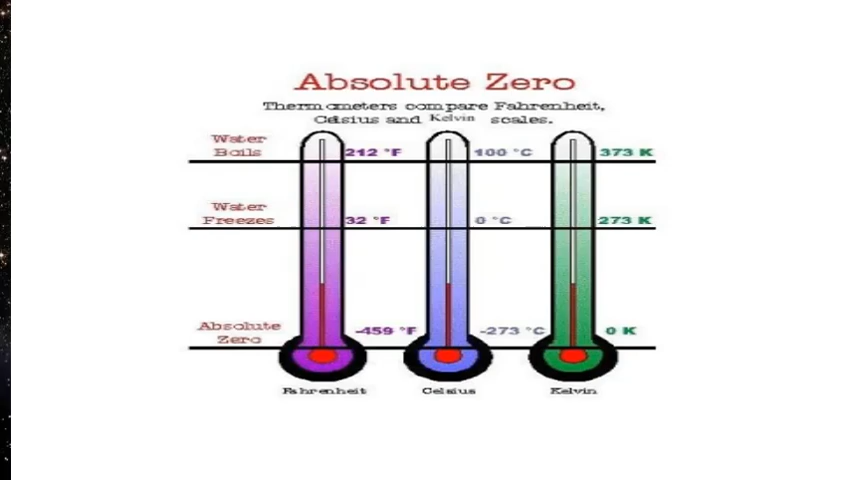 Absolute Zero
Thermometers compare Fahrenheit,
Celsius and Kelvin scales.
Water
Boils
212 °F
100 °C
373 K
Water
Freezes
32 °F
0 °C
273 K
Absolute
Zero
-459 °F
-273 °C
0 K
Fahrenheit
Celsius
Kelvin